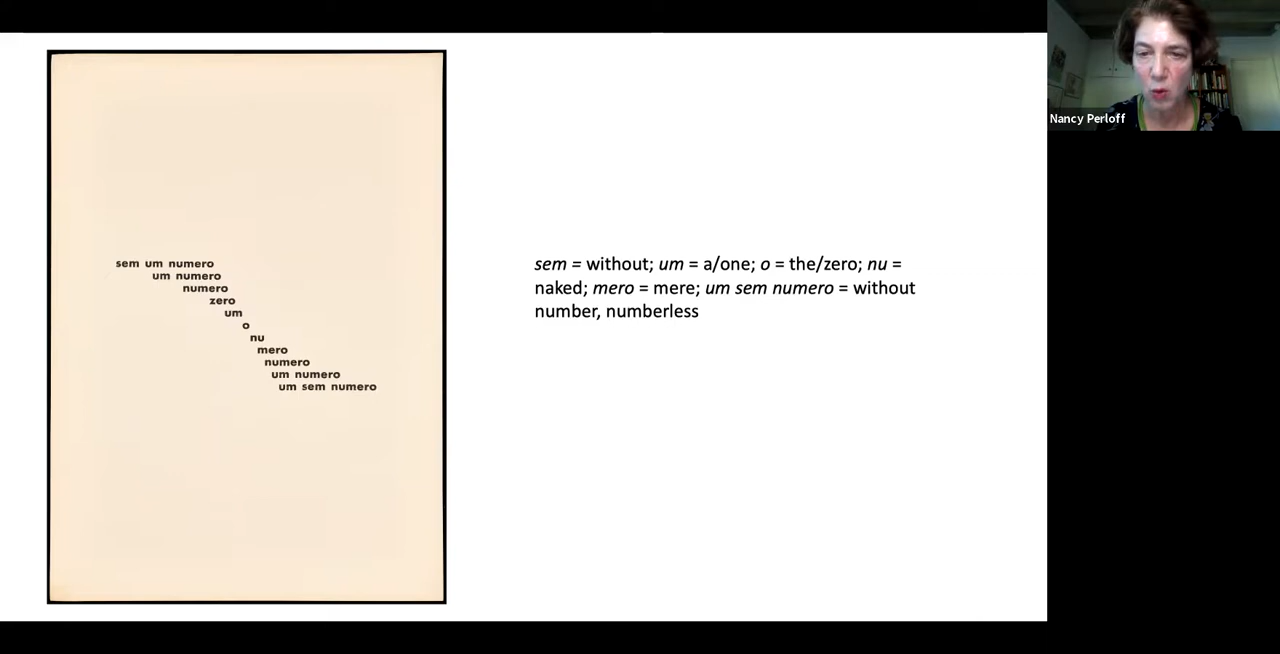 sem um numero
um numero
numero
zero
um
o
nu
mero
numero
um numero
um sem numero
sem = without; um = a/one; o = the/zero; nu =
naked; mero = mere; um sem numero = without
number, numberless
Nancy Perloff